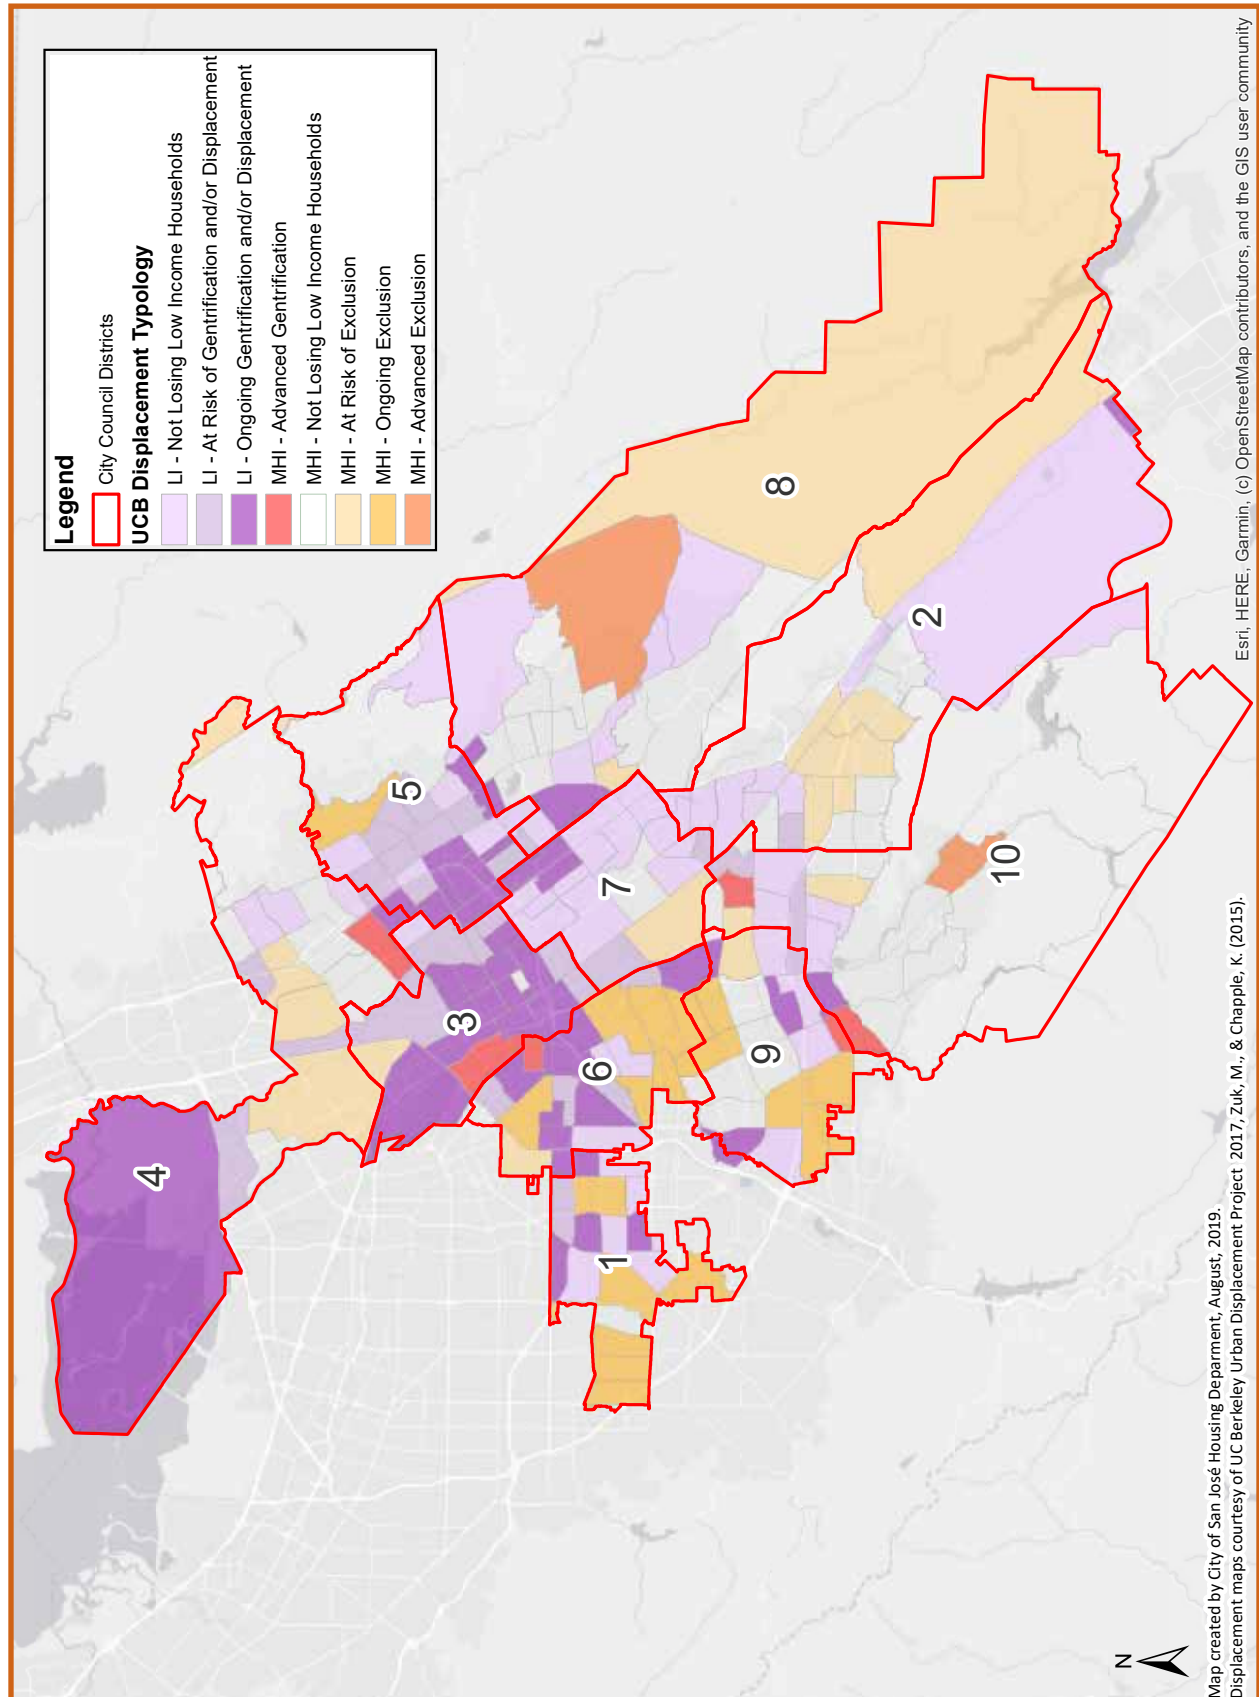 Legend
City Council Districts
UCB Displacement Typology
LI - Not Losing Low Income Households
LI - At Risk of Gentrification and/or Displacement
LI - Ongoing Gentrification and/or Displacement
MHI - Advanced Gentrification
MHI - Not Losing Low Income Households
MHI - At Risk of Exclusion
MHI - Ongoing Exclusion
MHI - Advanced Exclusion
4
5
3
8
7
6
1
9
2
10
N
Map created by City of San José Housing Deparment, August, 2019.
Displacement maps courtesy of UC Berkeley Urban Displacement Project 2017, Zuk, M., & Chapple, K. (2015).
Esri, HERE, Garmin, (c) OpenStreetMap contributors, and the GIS user community